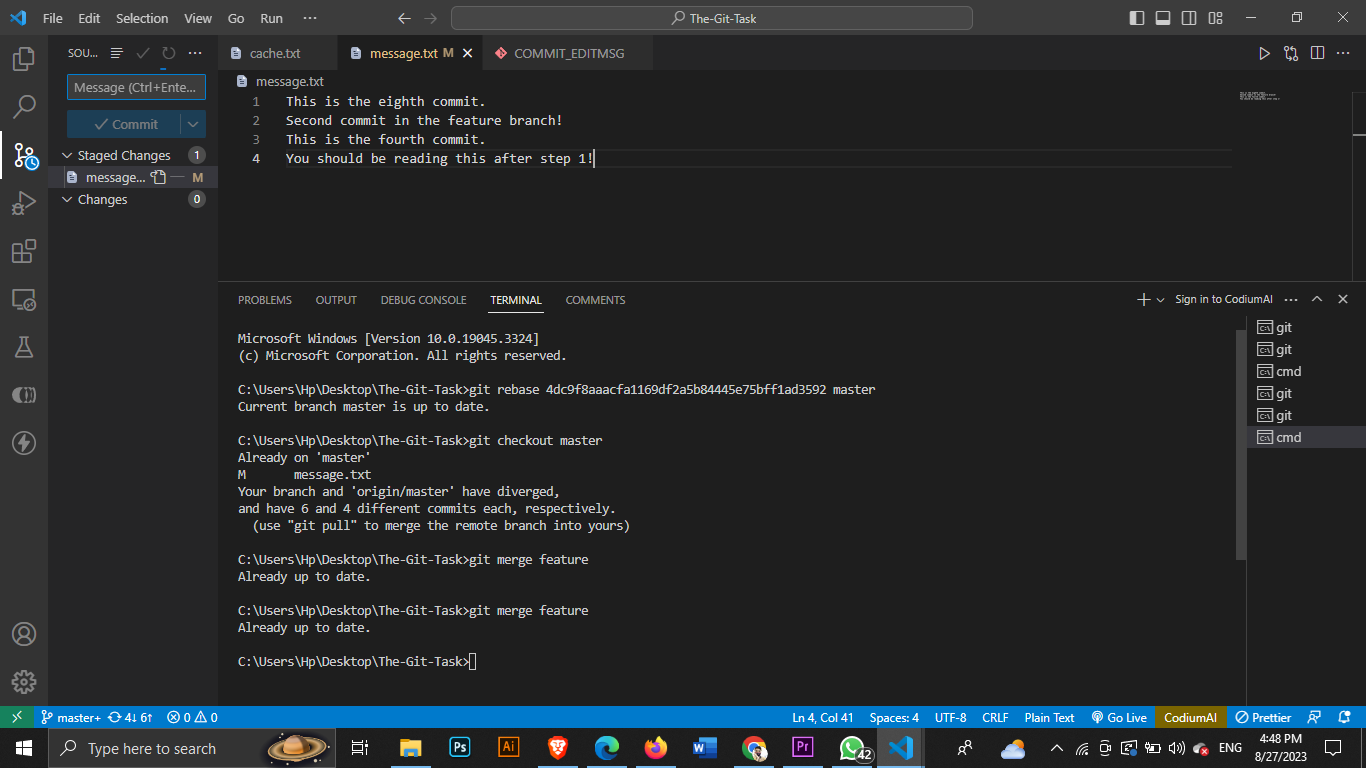 File Edit Selection View Go Run ··· The-Git-Task
SOU... ···
cache.txt message.txt M COMMIT_EDITMSG
Message (Ctrl+Ente...
Commit
Staged Changes 1
message... M
Changes 0
message.txt
1 This is the eighth commit.
2 Second commit in the feature branch!
3 This is the fourth commit.
4 You should be reading this after step 1!
PROBLEMS OUTPUT DEBUG CONSOLE TERMINAL COMMENTS Sign in to CodiumAI ···
Microsoft Windows [Version 10.0.19045.3324]
(c) Microsoft Corporation. All rights reserved.
C:\Users\Hp\Desktop\The-Git-Task>git rebase 4dc9f8aaacfa1169df2a5b84445e75bff1ad3592 master
Current branch master is up to date.
C:\Users\Hp\Desktop\The-Git-Task>git checkout master
Already on 'master'
M message.txt
Your branch and 'origin/master' have diverged,
and have 6 and 4 different commits each, respectively.
(use "git pull" to merge the remote branch into yours)
C:\Users\Hp\Desktop\The-Git-Task>git merge feature
Already up to date.
C:\Users\Hp\Desktop\The-Git-Task>git merge feature
Already up to date.
C:\Users\Hp\Desktop\The-Git-Task>
git
git
cmd
git
git
cmd
master+ 4↓ 6↑ 0 0 Ln 4, Col 41 Spaces: 4 UTF-8 CRLF Plain Text Go Live CodiumAI Prettier
Type here to search Ps Ai W Pr 42 ENG 4:48 PM
8/27/2023